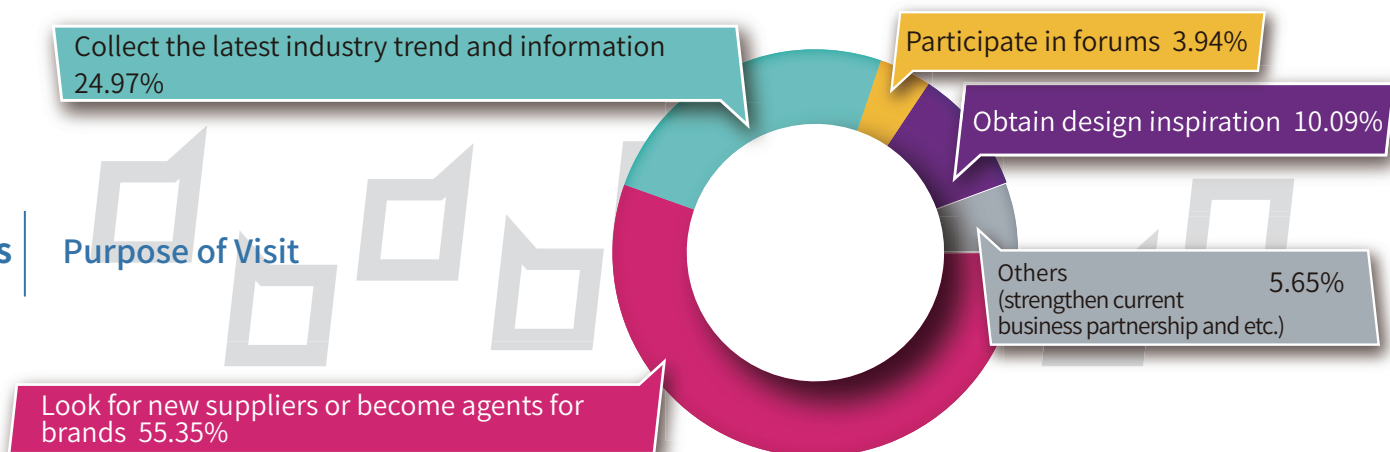 Collect the latest industry trend and information
24.97%
Participate in forums 3.94%
Obtain design inspiration 10.09%
s
Purpose of Visit
Others 5.65%
(strengthen current
business partnership and etc.)
Look for new suppliers or become agents for
brands 55.35%